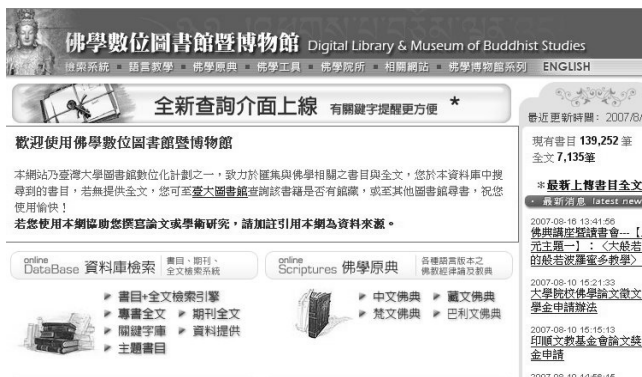 佛學數位圖書館暨博物館 Digital Library & Museum of Buddhist Studies
檢索系統 語言教學 佛學原典 佛學工具 佛學院所 相關網站 佛學博物館系列 ENGLISH
全新查詢介面上線 有關鍵字提醒更方便 *
歡迎使用佛學數位圖書館暨博物館
本網站乃臺灣大學圖書館數位化計劃之一，致力於匯集與佛學相關之書目與全文，您於本資料庫中搜
尋到的書目，若無提供全文，您可至臺大圖書館查詢該書籍是否有館藏，或至其他圖書館尋書，祝您
使用愉快！
若您使用本網協助您撰寫論文或學術研究，請加註引用本網為資料來源。
online
DataBase 資料庫檢索 書目、期刊、
全文檢索系統
書目+全文檢索引擎
專書全文 期刊全文
關鍵字庫 資料提供
主題書目
online
Scriptures 佛學原典 各種語言版本之
佛教經律論及教典
中文佛典 藏文佛典
梵文佛典 巴利文佛典
最近更新時間: 2007/8/
現有書目 139,252 筆
全文 7,135筆
*最新上傳書目全文
最新消息 latest new
2007-08-16 13:41:56
佛典講座暨讀書會---【
元主題一】：〈大般若
的般若波羅蜜多教學〉
2007-08-10 15:21:33
大學院校佛學論文徵文
學金申請辦法
2007-08-10 15:15:13
印順文教基金會論文獎
金申請